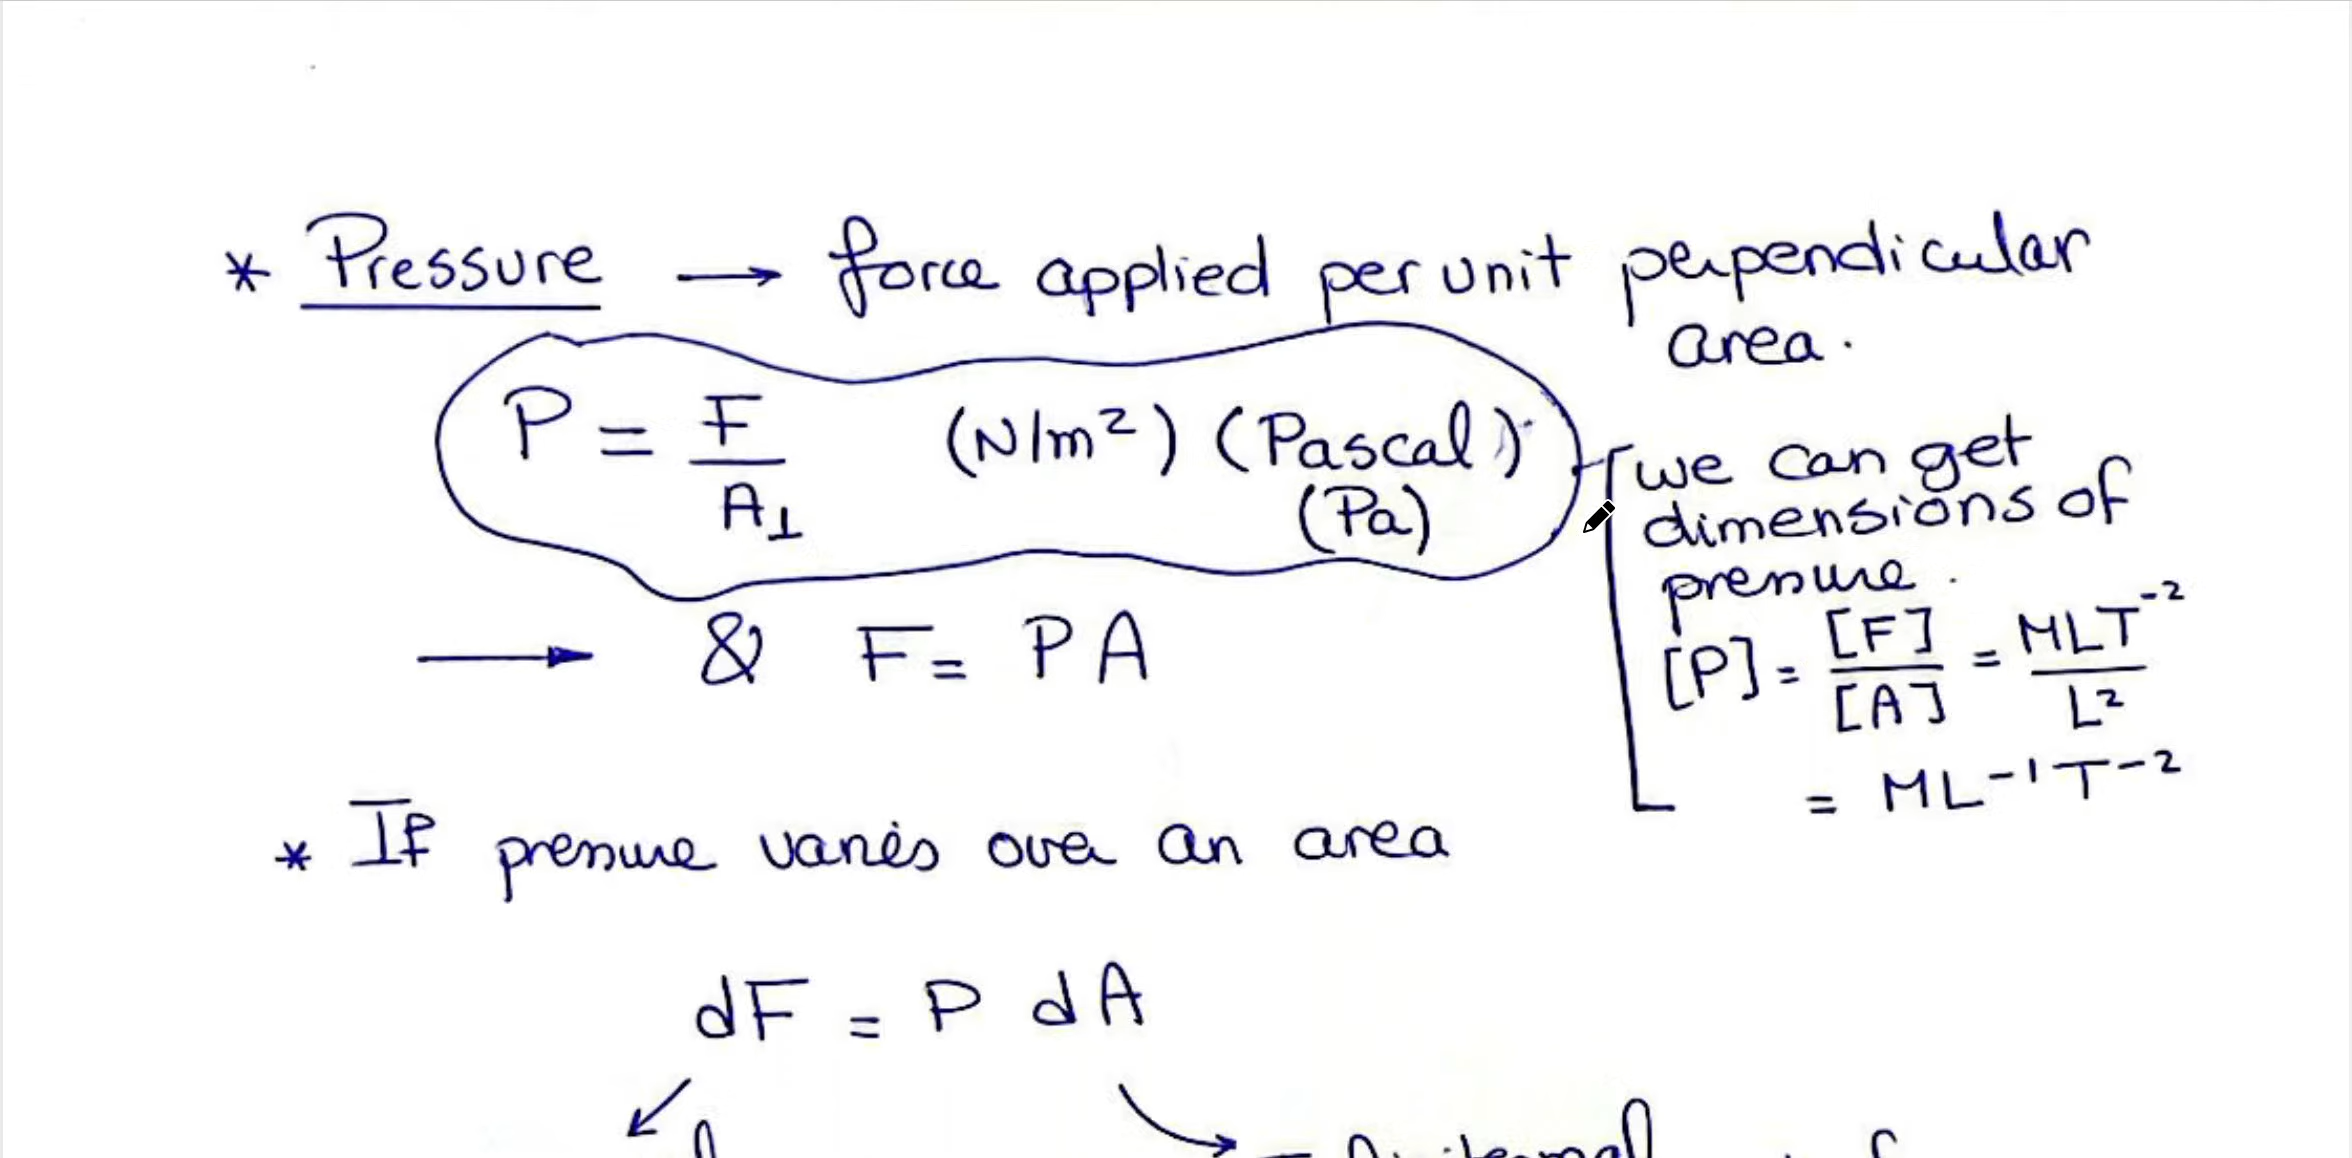 * Pressure → force applied per unit perpendicular
area.
P = F/A⊥ (N/m²) (Pascal)
(Pa)
we can get
dimensions of
pressure.
→ & F = PA
[P] = [F]/[A] = MLT⁻²/L²
= ML⁻¹T⁻²
* If pressure varies over an area
dF = P dA